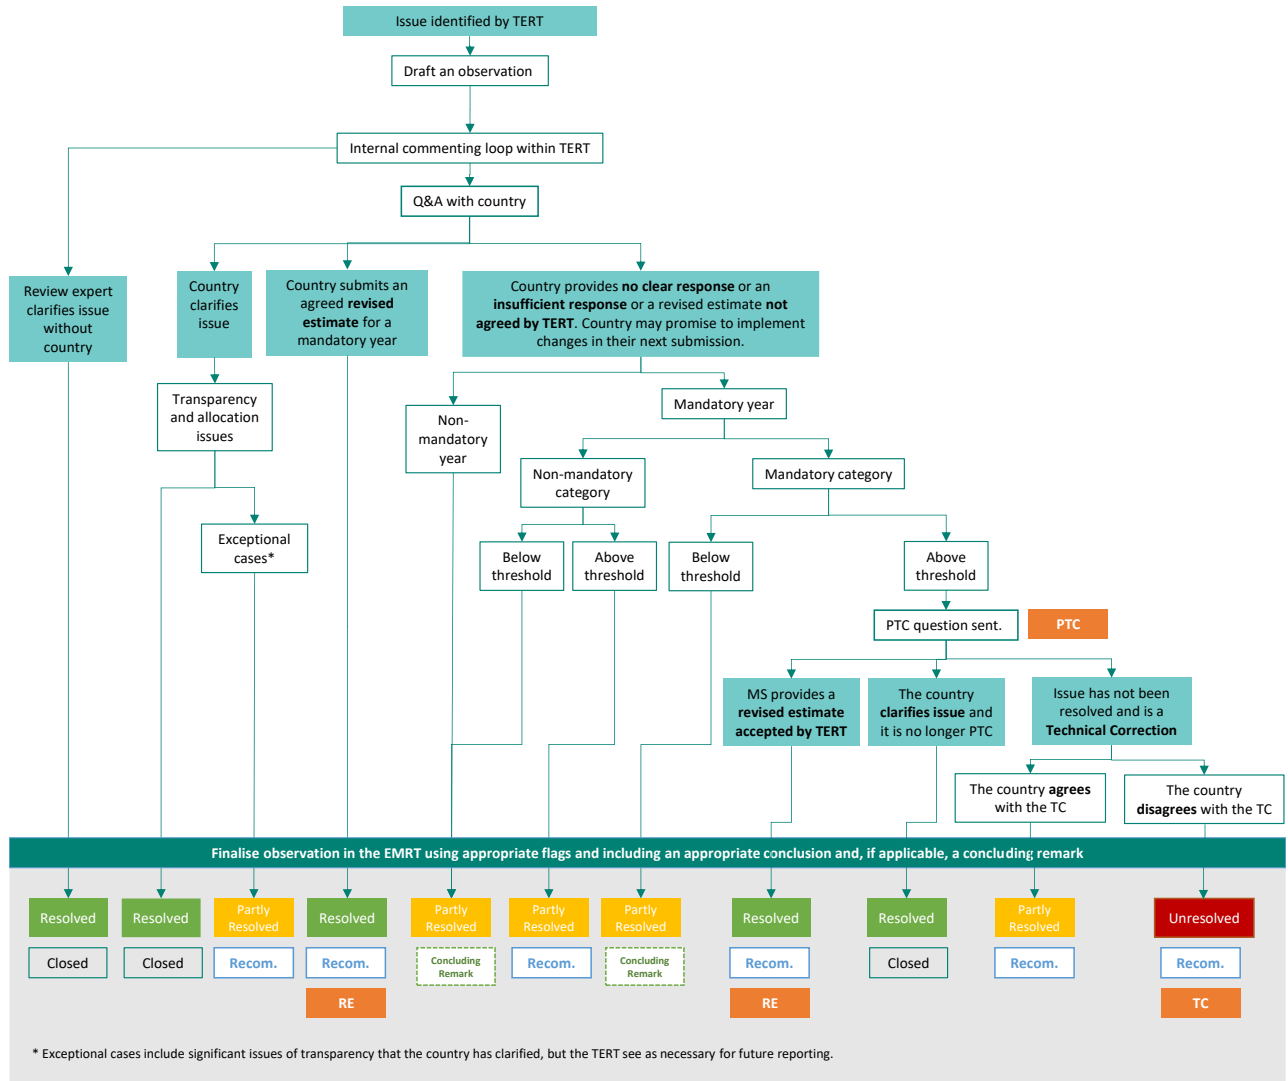 Issue identified by TERT
Draft an observation
Internal commenting loop within TERT
Q&A with country
Review expert
clarifies issue
without
country
Country
clarifies
issue
Country submits an
agreed revised
estimate for a
mandatory year
Country provides no clear response or an
insufficient response or a revised estimate not
agreed by TERT. Country may promise to implement
changes in their next submission.
Transparency
and allocation
issues
Non-
mandatory
year
Mandatory year
Non-mandatory
category
Mandatory category
Exceptional
cases*
Below
threshold
Above
threshold
Below
threshold
Above
threshold
PTC question sent.
PTC
MS provides a
revised estimate
accepted by TERT
The country
clarifies issue and
it is no longer PTC
Issue has not been
resolved and is a
Technical Correction
The country agrees
with the TC
The country
disagrees with the TC
Finalise observation in the EMRT using appropriate flags and including an appropriate conclusion and, if applicable, a concluding remark
Resolved
Closed
Resolved
Closed
Partly
Resolved
Recom.
Resolved
Recom.
RE
Partly
Resolved
Concluding
Remark
Partly
Resolved
Recom.
Partly
Resolved
Concluding
Remark
Resolved
Recom.
RE
Resolved
Closed
Partly
Resolved
Recom.
Unresolved
Recom.
TC
* Exceptional cases include significant issues of transparency that the country has clarified, but the TERT see as necessary for future reporting.